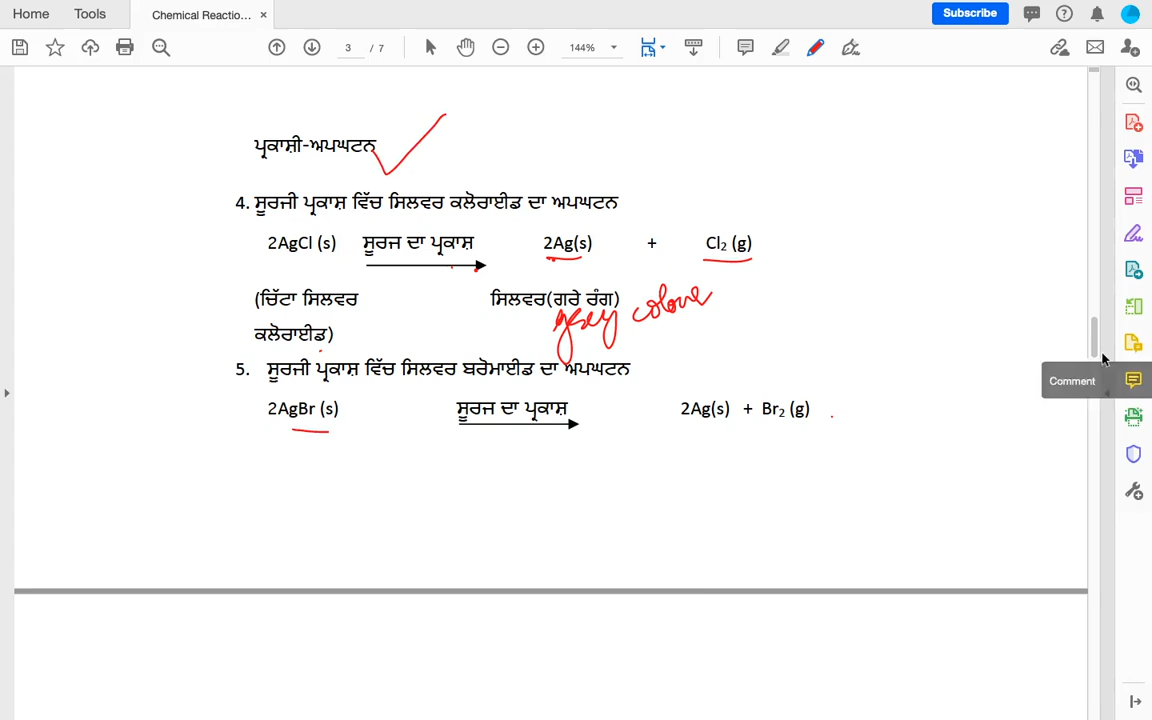 Home Tools Chemical Reactio... × Subscribe
3 / 7 144%
ਪ੍ਰਕਾਸ਼ੀ-ਅਪਘਟਨ
4. ਸੂਰਜੀ ਪ੍ਰਕਾਸ਼ ਵਿੱਚ ਸਿਲਵਰ ਕਲੋਰਾਈਡ ਦਾ ਅਪਘਟਨ
2AgCl (s) ਸੂਰਜ ਦਾ ਪ੍ਰਕਾਸ਼ 2Ag(s) + Cl₂ (g)
(ਚਿੱਟਾ ਸਿਲਵਰ ਸਿਲਵਰ(ਗਰੇ ਰੰਗ)
grey colour
ਕਲੋਰਾਈਡ)
5. ਸੂਰਜੀ ਪ੍ਰਕਾਸ਼ ਵਿੱਚ ਸਿਲਵਰ ਬਰੋਮਾਈਡ ਦਾ ਅਪਘਟਨ
Comment
2AgBr (s) ਸੂਰਜ ਦਾ ਪ੍ਰਕਾਸ਼ 2Ag(s) + Br₂ (g)